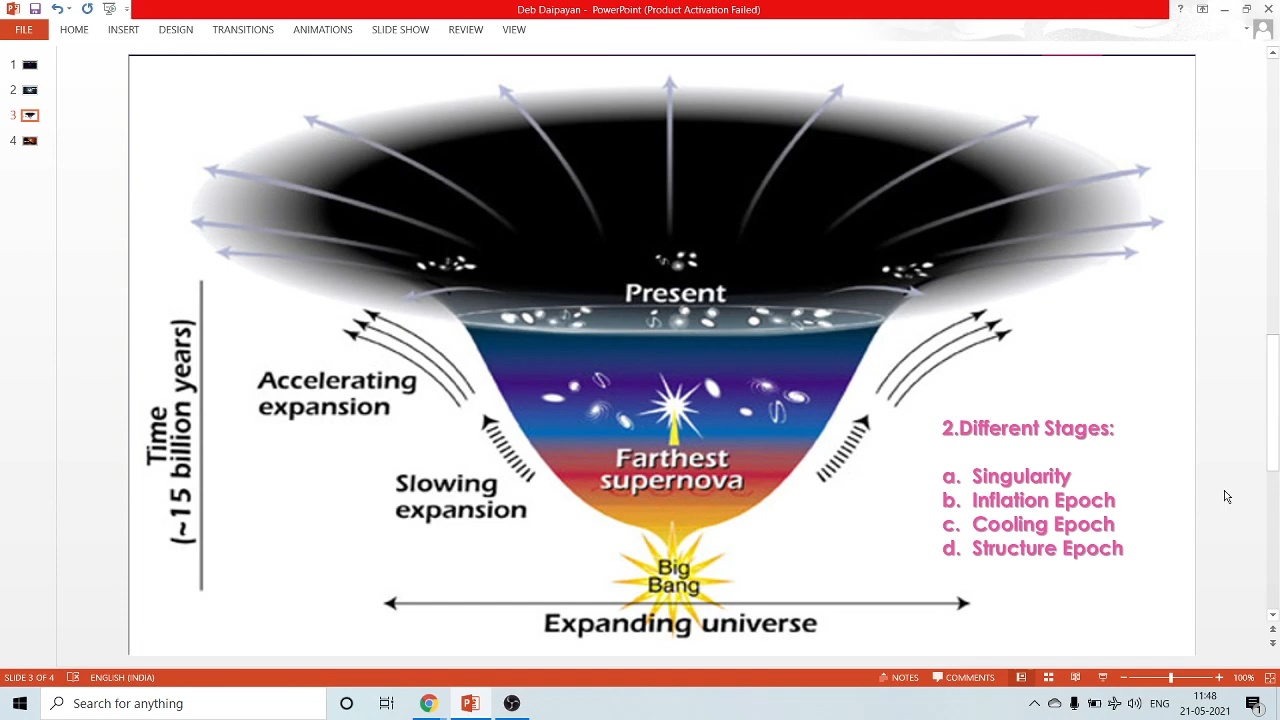 Deb Daipayan - PowerPoint (Product Activation Failed)
FILE HOME INSERT DESIGN TRANSITIONS ANIMATIONS SLIDE SHOW REVIEW VIEW
1
2
3
4
Present
Time
(~15 billion years)
Accelerating
expansion
Slowing
expansion
Farthest
supernova
Big
Bang
Expanding universe
2.Different Stages:
a. Singularity
b. Inflation Epoch
c. Cooling Epoch
d. Structure Epoch
SLIDE 3 OF 4 ENGLISH (INDIA) NOTES COMMENTS 100%
Search for anything
ENG
11:48
21-05-2021
1